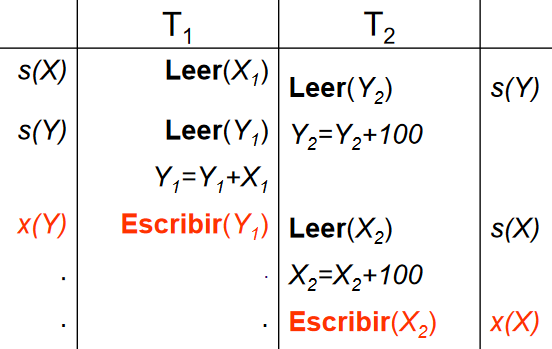 T₁ T₂
s(X) Leer(X₁)
Leer(Y₂) s(Y)
s(Y) Leer(Y₁) Y₂=Y₂+100
Y₁=Y₁+X₁
x(Y) Escribir(Y₁) Leer(X₂) s(X)
. . X₂=X₂+100
. . Escribir(X₂) x(X)